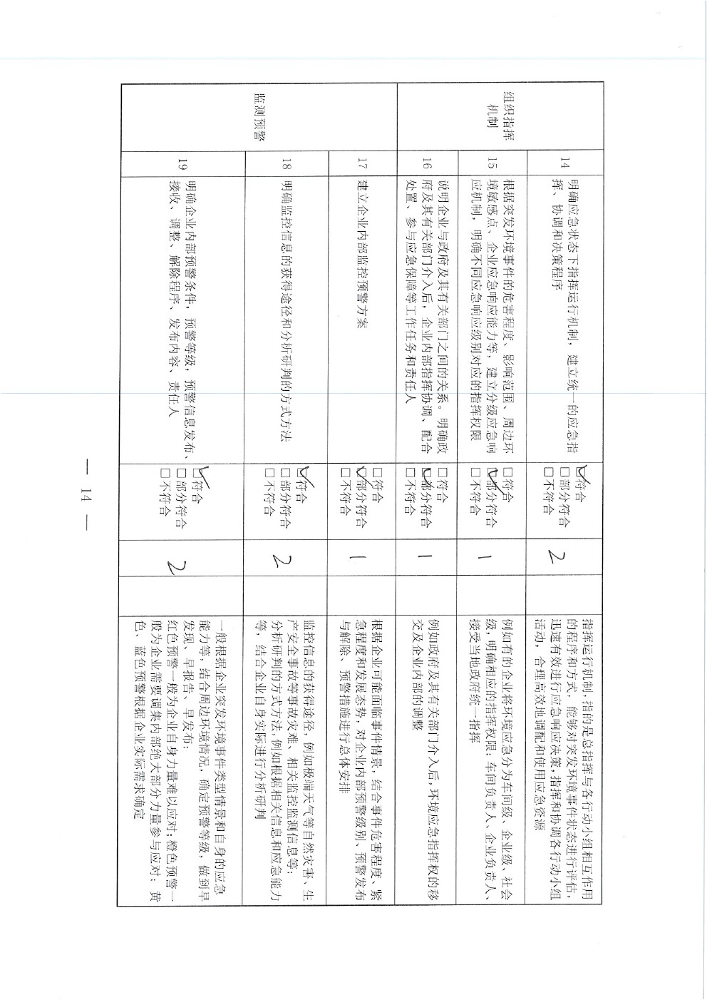 组织指挥
机制
14
明确应急状态下指挥运行机制，建立统一的应急指
挥、协调和决策程序
☑符合
□部分符合
□不符合
2
指挥运行机制，指的是总指挥与各行动小组相互作用
的程序和方式，能够对突发环境事件状态进行评估，
迅速有效进行应急响应决策，指挥和协调各行动小组
活动，合理高效地调配和使用应急资源
15
根据突发环境事件的危害程度、影响范围、周边环
境敏感点、企业应急响应能力等，建立分级应急响
应机制，明确不同应急响应级别对应的指挥权限
□符合
☑部分符合
□不符合
1
例如有的企业将环境应急分为车间级、企业级、社会
级，明确相应的指挥权限：车间负责人、企业负责人、
接受当地政府统一指挥
16
说明企业与政府及其有关部门之间的关系。明确政
府及其有关部门介入后，企业内部指挥协调、配合
处置、参与应急保障等工作任务和责任人
□符合
☑部分符合
□不符合
1
例如政府及其有关部门介入后，环境应急指挥权的移
交及企业内部的调整
监测预警
17
建立企业内部监控预警方案
□符合
☑部分符合
□不符合
1
根据企业可能面临事件情景，结合事件危害程度、紧
急程度和发展态势，对企业内部预警级别、预警发布
与解除、预警措施进行总体安排
18
明确监控信息的获得途径和分析研判的方式方法
☑符合
□部分符合
□不符合
2
监控信息的获得途径，例如极端天气等自然灾害、生
产安全事故等事故灾难、相关监控监测信息等；
分析研判的方式方法，例如根据相关信息和应急能力
等，结合企业自身实际进行分析研判
19
明确企业内部预警条件，预警等级，预警信息发布、
接收、调整、解除程序、发布内容、责任人
☑符合
□部分符合
□不符合
2
一般根据企业突发环境事件类型情景和自身的应急
能力等，结合周边环境情况，确定预警等级，做到早
发现、早报告、早发布；
红色预警一般为企业自身力量难以应对；橙色预警一
般为企业需要调集内部绝大部分力量参与应对；黄
色、蓝色预警根据企业实际需求确定
— 14 —